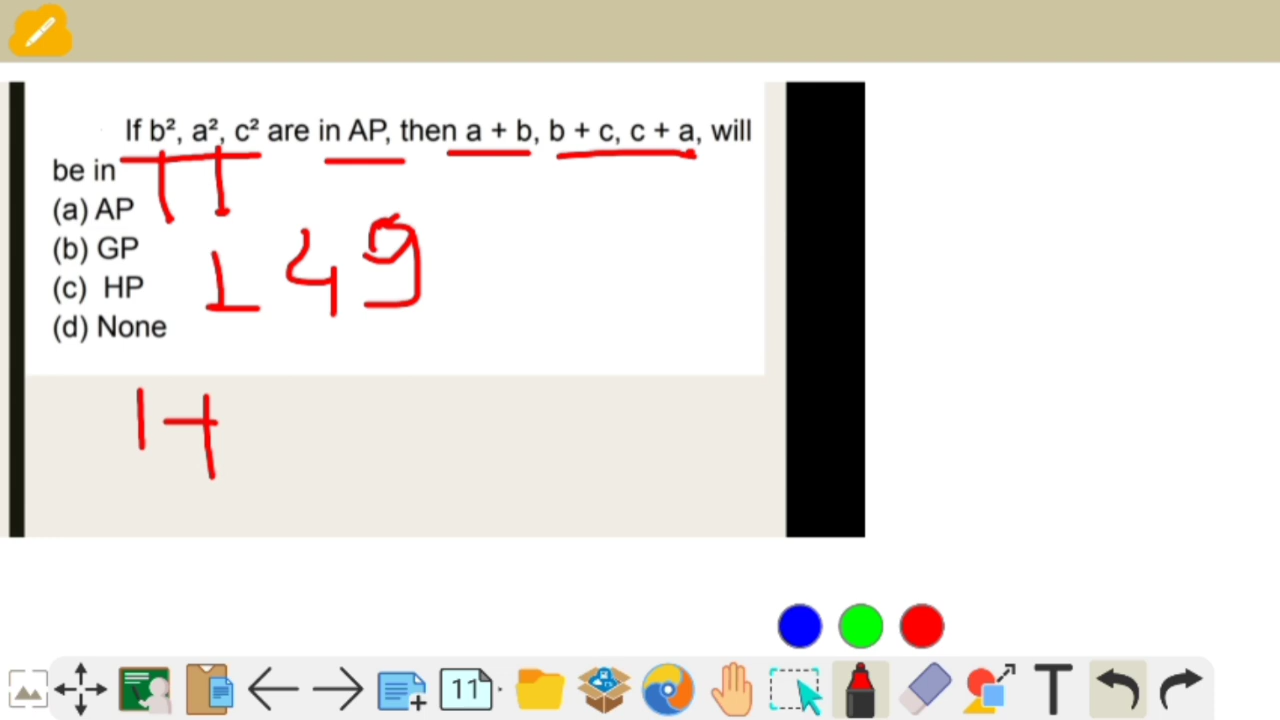 If b², a², c² are in AP, then a + b, b + c, c + a, will
be in
(a) AP
(b) GP
(c) HP
(d) None
1 4 9
1+
11
T